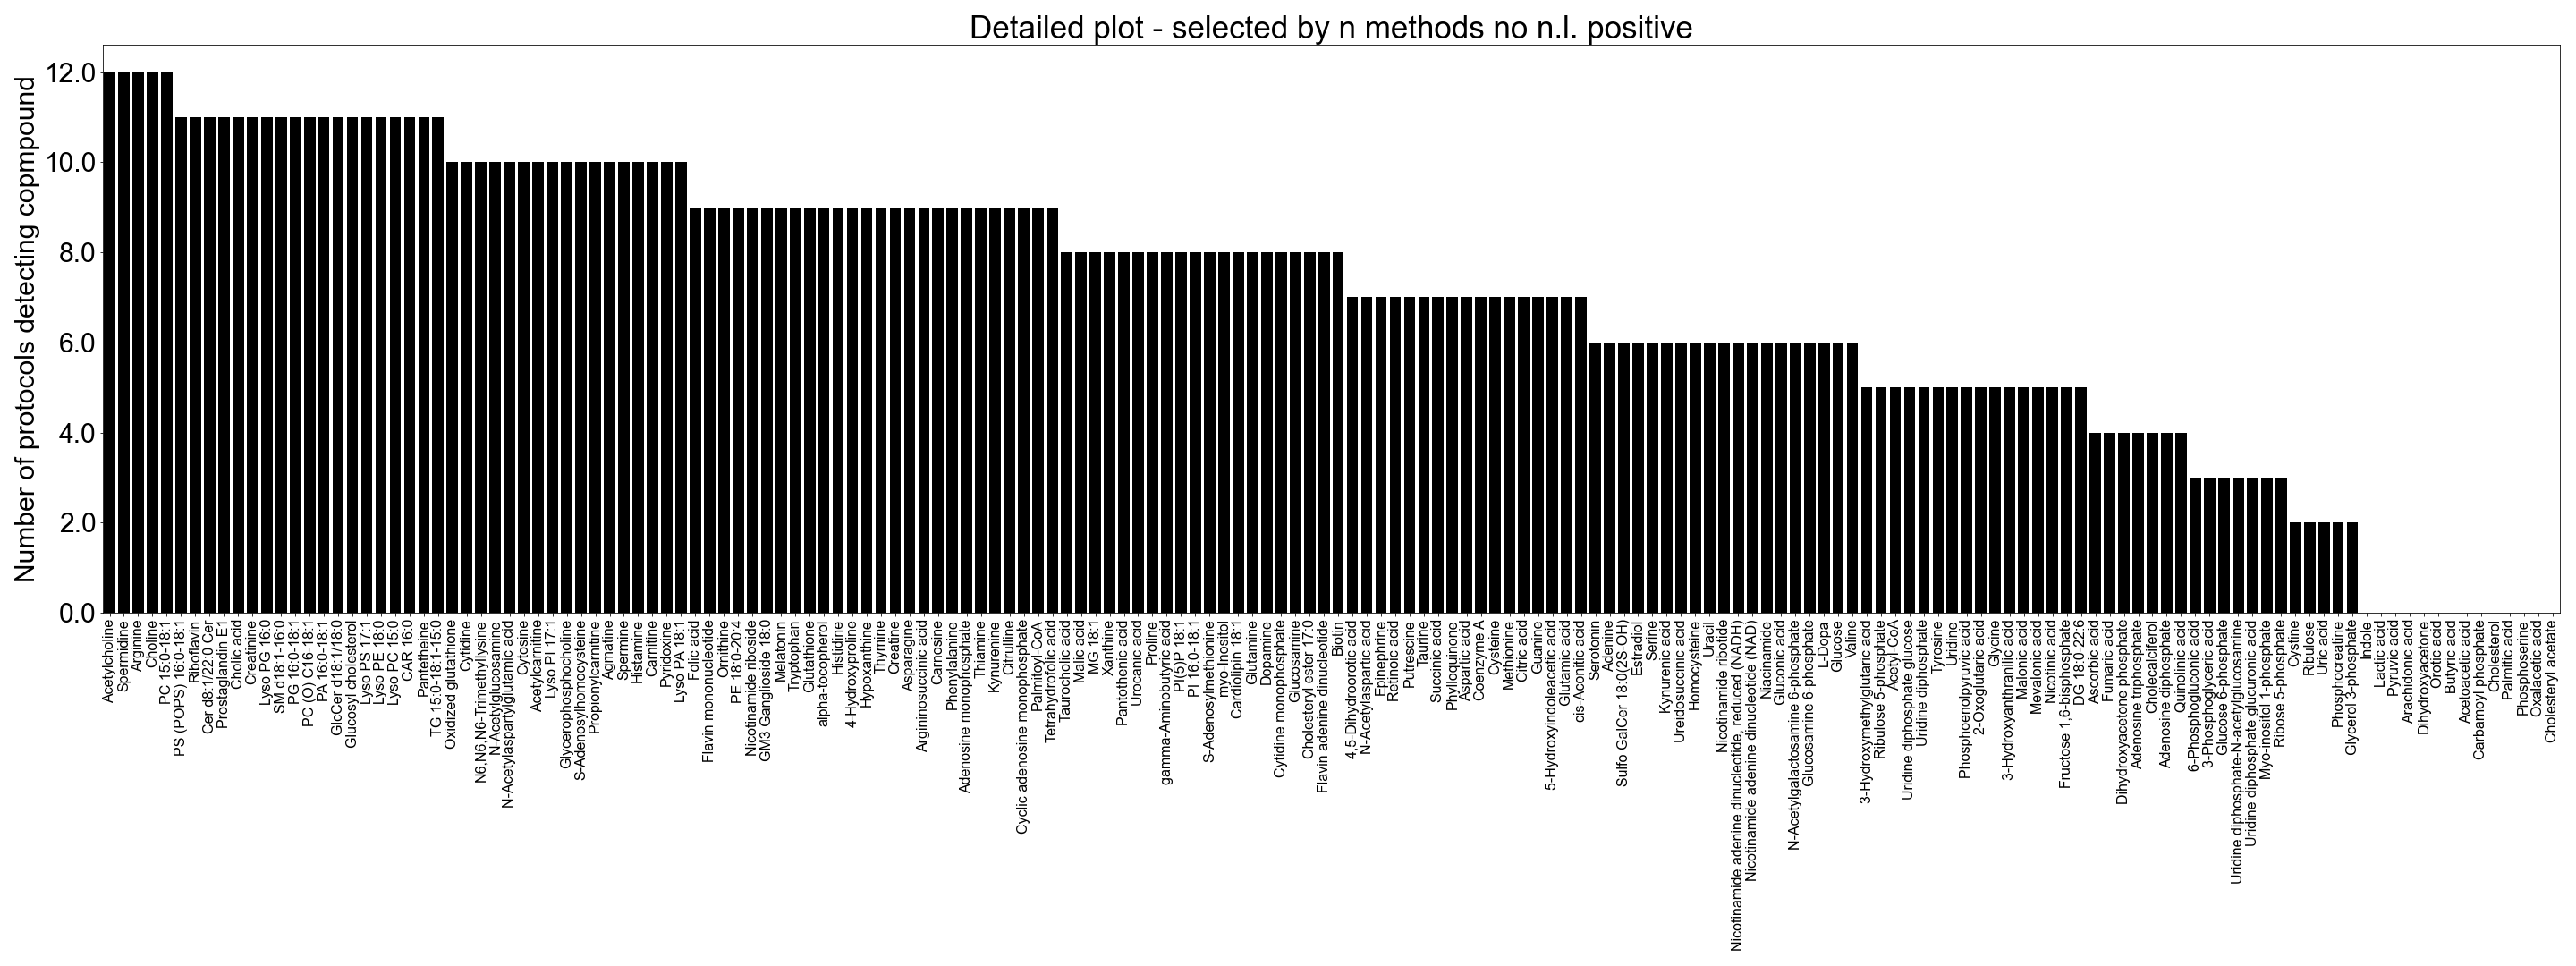 Detailed plot - selected by n methods no n.l. positive
Number of protocols detecting copmpound
12.0
10.0
8.0
6.0
4.0
2.0
0.0
Acetylcholine
Spermidine
Arginine
Choline
PC 15:0-18:1
PS (POPS) 16:0-18:1
Riboflavin
Cer d8:1/22:0 Cer
Prostaglandin E1
Cholic acid
Creatinine
Lyso PG 16:0
SM d18:1-16:0
PG 16:0-18:1
PC (O) C16-18:1
PA 16:0-18:1
GlcCer d18:1/18:0
Glucosyl cholesterol
Lyso PS 17:1
Lyso PE 18:0
Lyso PC 15:0
CAR 16:0
Pantetheine
TG 15:0-18:1-15:0
Oxidized glutathione
Cytidine
N6,N6,N6-Trimethyllysine
N-Acetylglucosamine
N-Acetylaspartylglutamic acid
Cytosine
Acetylcarnitine
Lyso PI 17:1
Glycerophosphocholine
S-Adenosylhomocysteine
Propionylcarnitine
Agmatine
Spermine
Histamine
Carnitine
Pyridoxine
Lyso PA 18:1
Folic acid
Flavin mononucleotide
Ornithine
PE 18:0-20:4
Nicotinamide riboside
GM3 Ganglioside 18:0
Melatonin
Tryptophan
Glutathione
alpha-tocopherol
Histidine
4-Hydroxyproline
Hypoxanthine
Thymine
Creatine
Asparagine
Argininosuccinic acid
Carnosine
Phenylalanine
Adenosine monophosphate
Thiamine
Kynurenine
Citrulline
Cyclic adenosine monophosphate
Palmitoyl-CoA
Tetrahydrofolic acid
Taurocholic acid
Malic acid
MG 18:1
Xanthine
Pantothenic acid
Urocanic acid
Proline
gamma-Aminobutyric acid
PI(5)P 18:1
PI 16:0-18:1
S-Adenosylmethionine
myo-Inositol
Cardiolipin 18:1
Glutamine
Dopamine
Cytidine monophosphate
Glucosamine
Cholesteryl ester 17:0
Flavin adenine dinucleotide
Biotin
4,5-Dihydroorotic acid
N-Acetylaspartic acid
Epinephrine
Retinoic acid
Putrescine
Taurine
Succinic acid
Phylloquinone
Aspartic acid
Coenzyme A
Cysteine
Methionine
Citric acid
Guanine
5-Hydroxyindoleacetic acid
Glutamic acid
cis-Aconitic acid
Serotonin
Adenine
Sulfo GalCer 18:0(2S-OH)
Estradiol
Serine
Kynurenic acid
Ureidosuccinic acid
Homocysteine
Uracil
Nicotinamide ribotide
Nicotinamide adenine dinucleotide, reduced (NADH)
Nicotinamide adenine dinucleotide (NAD)
Niacinamide
Gluconic acid
N-Acetylgalactosamine 6-phosphate
Glucosamine 6-phosphate
L-Dopa
Glucose
Valine
3-Hydroxymethylglutaric acid
Ribulose 5-phosphate
Acetyl-CoA
Uridine diphosphate glucose
Uridine diphosphate
Tyrosine
Uridine
Phosphoenolpyruvic acid
2-Oxoglutaric acid
Glycine
3-Hydroxyanthranilic acid
Malonic acid
Mevalonic acid
Nicotinic acid
Fructose 1,6-bisphosphate
DG 18:0-22:6
Ascorbic acid
Fumaric acid
Dihydroxyacetone phosphate
Adenosine triphosphate
Cholecalciferol
Adenosine diphosphate
Quinolinic acid
6-Phosphogluconic acid
3-Phosphoglyceric acid
Glucose 6-phosphate
Uridine diphosphate-N-acetylglucosamine
Uridine diphosphate glucuronic acid
Myo-inositol 1-phosphate
Ribose 5-phosphate
Cystine
Ribulose
Uric acid
Phosphocreatine
Glycerol 3-phosphate
Indole
Lactic acid
Pyruvic acid
Arachidonic acid
Dihydroxyacetone
Orotic acid
Butyric acid
Acetoacetic acid
Carbamoyl phosphate
Cholesterol
Palmitic acid
Phosphoserine
Oxalacetic acid
Cholesteryl acetate